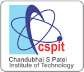 cspit
Chandubhai S Patel
Institute of Technology